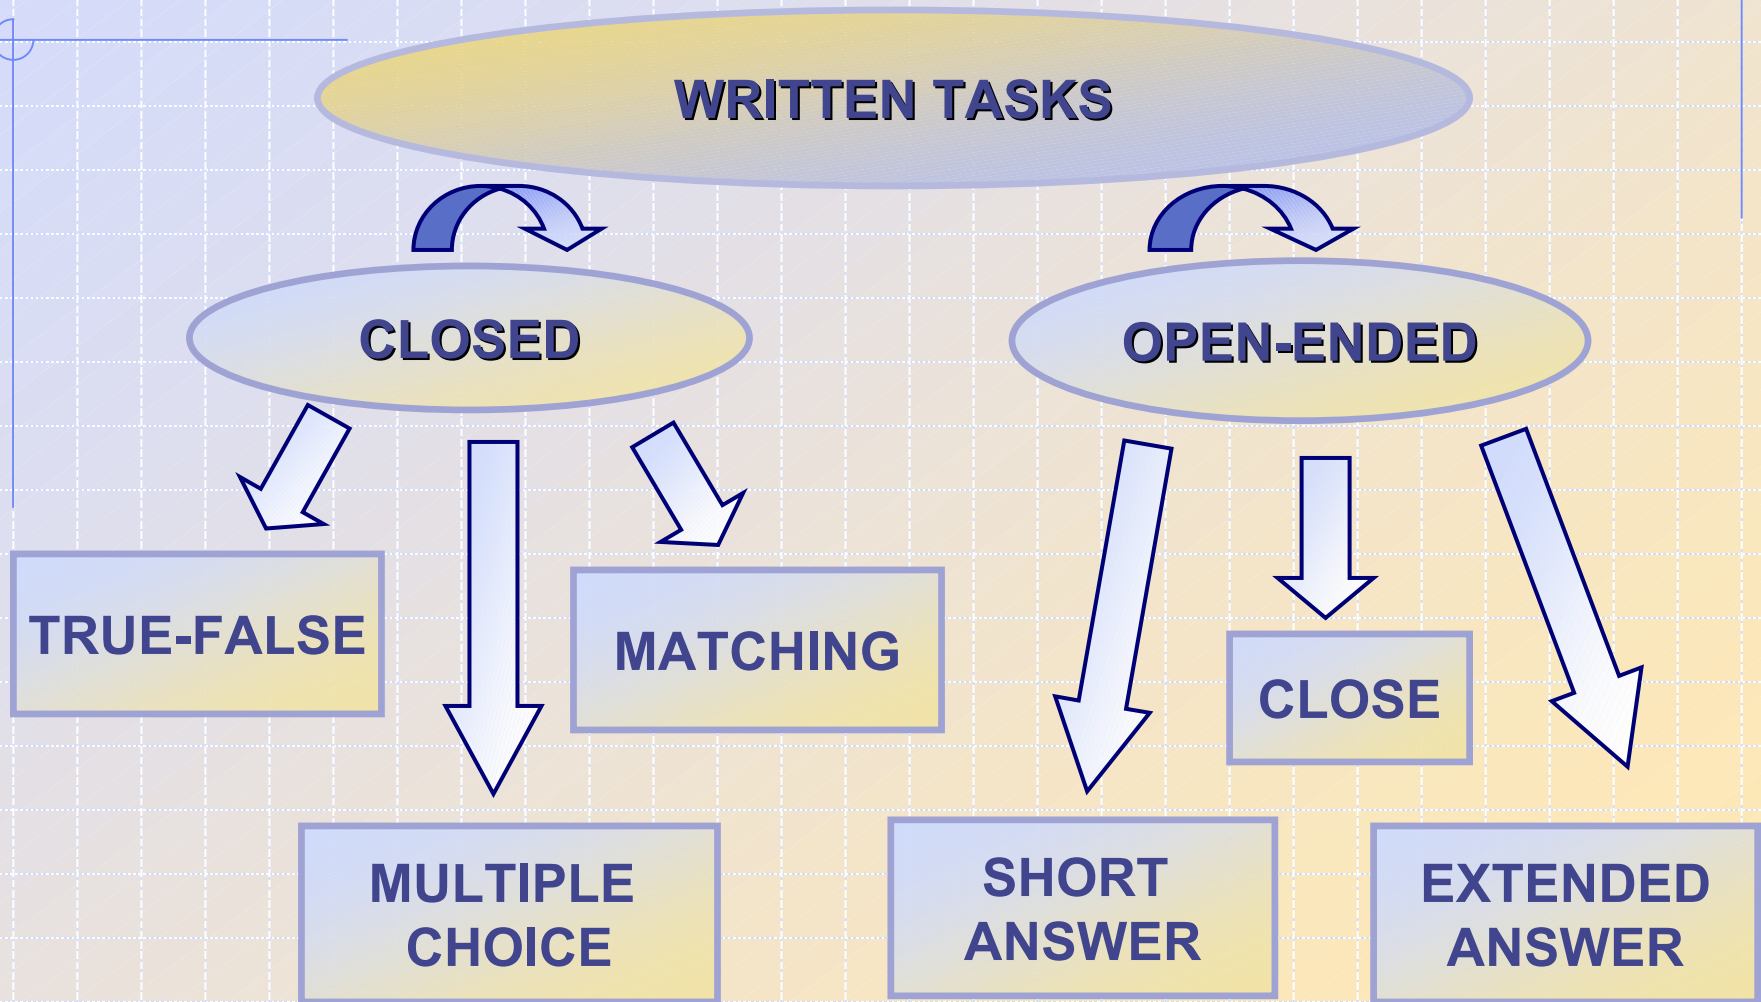 WRITTEN TASKS
CLOSED
OPEN-ENDED
TRUE-FALSE
MATCHING
CLOSE
MULTIPLE
CHOICE
SHORT
ANSWER
EXTENDED
ANSWER